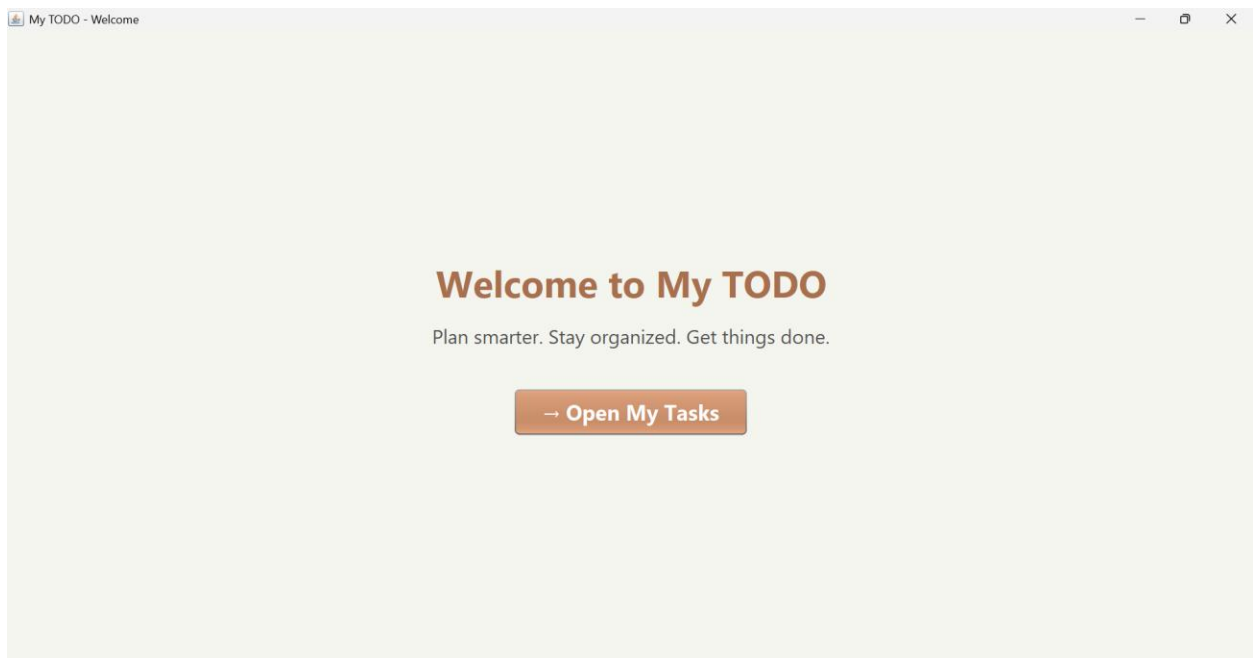 My TODO - Welcome
Welcome to My TODO
Plan smarter. Stay organized. Get things done.
→ Open My Tasks